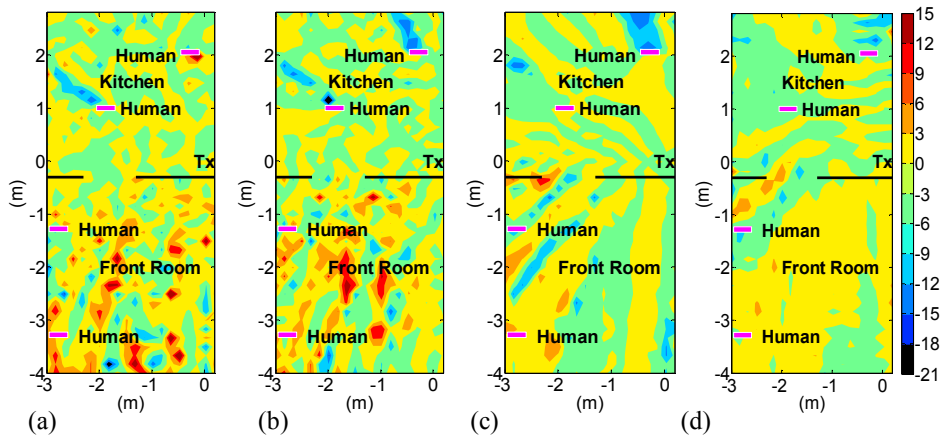 2
1
0
-1
-2
-3
-4
(m)
-3 -2 -1 0
(m)
Human
Kitchen
Human
Tx
Human
Front Room
Human
(a)
2
1
0
-1
-2
-3
-4
(m)
-3 -2 -1 0
(m)
Human
Kitchen
Human
Tx
Human
Front Room
Human
(b)
2
1
0
-1
-2
-3
-4
(m)
-3 -2 -1 0
(m)
Human
Kitchen
Human
Tx
Human
Front Room
Human
(c)
2
1
0
-1
-2
-3
-4
(m)
-3 -2 -1 0
(m)
Human
Kitchen
Human
Tx
Human
Front Room
Human
(d)
15
12
9
6
3
0
-3
-6
-9
-12
-15
-18
-21